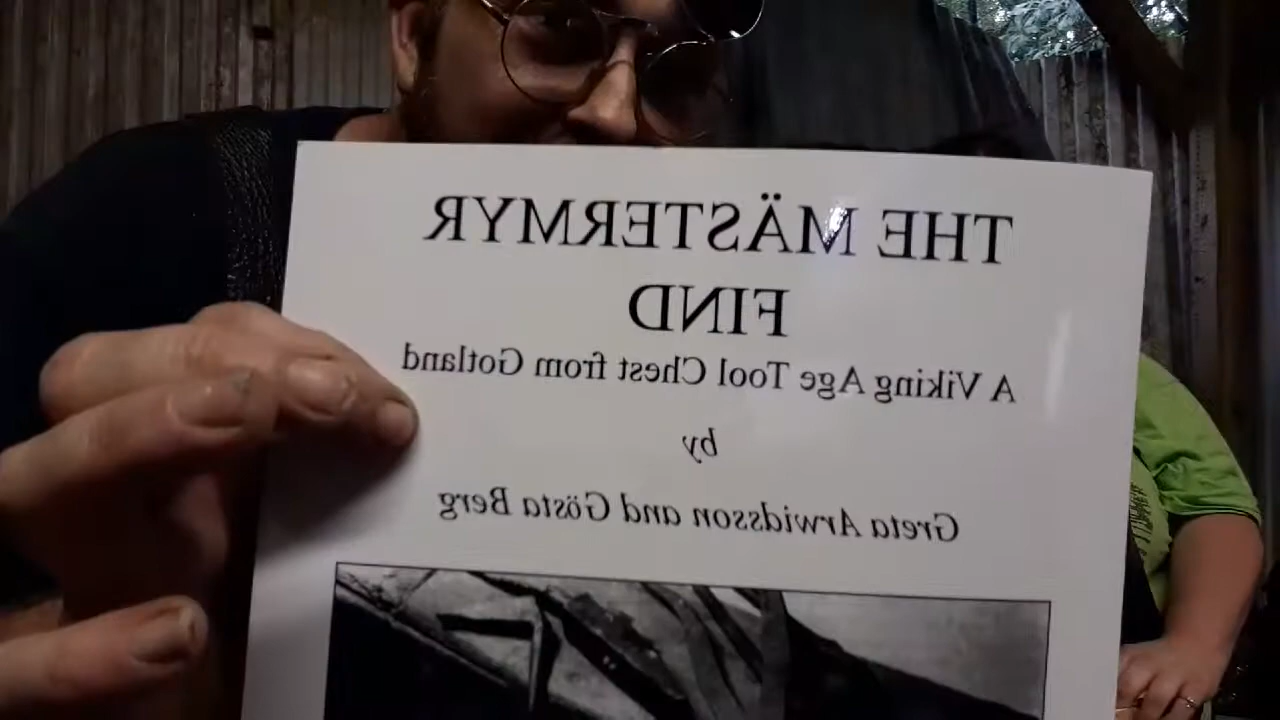 THE MÄSTERMYR
FIND
A Viking Age Tool Chest from Gotland
by
Greta Arwidsson and Gösta Berg